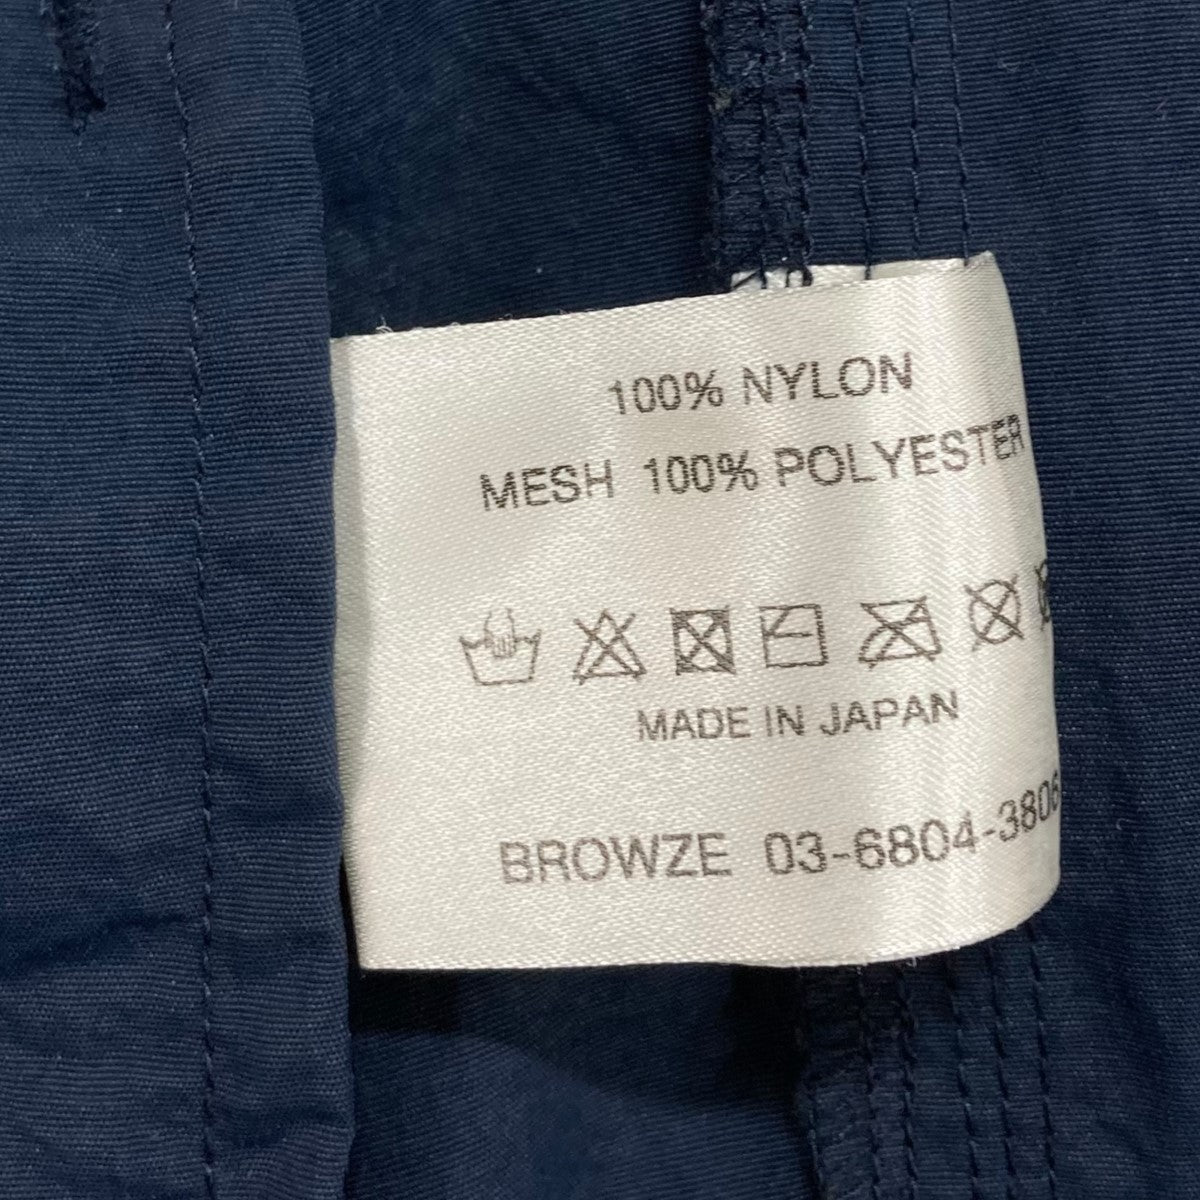 100% NYLON
MESH 100% POLYESTER
MADE IN JAPAN
BROWZE 03-6804-3806